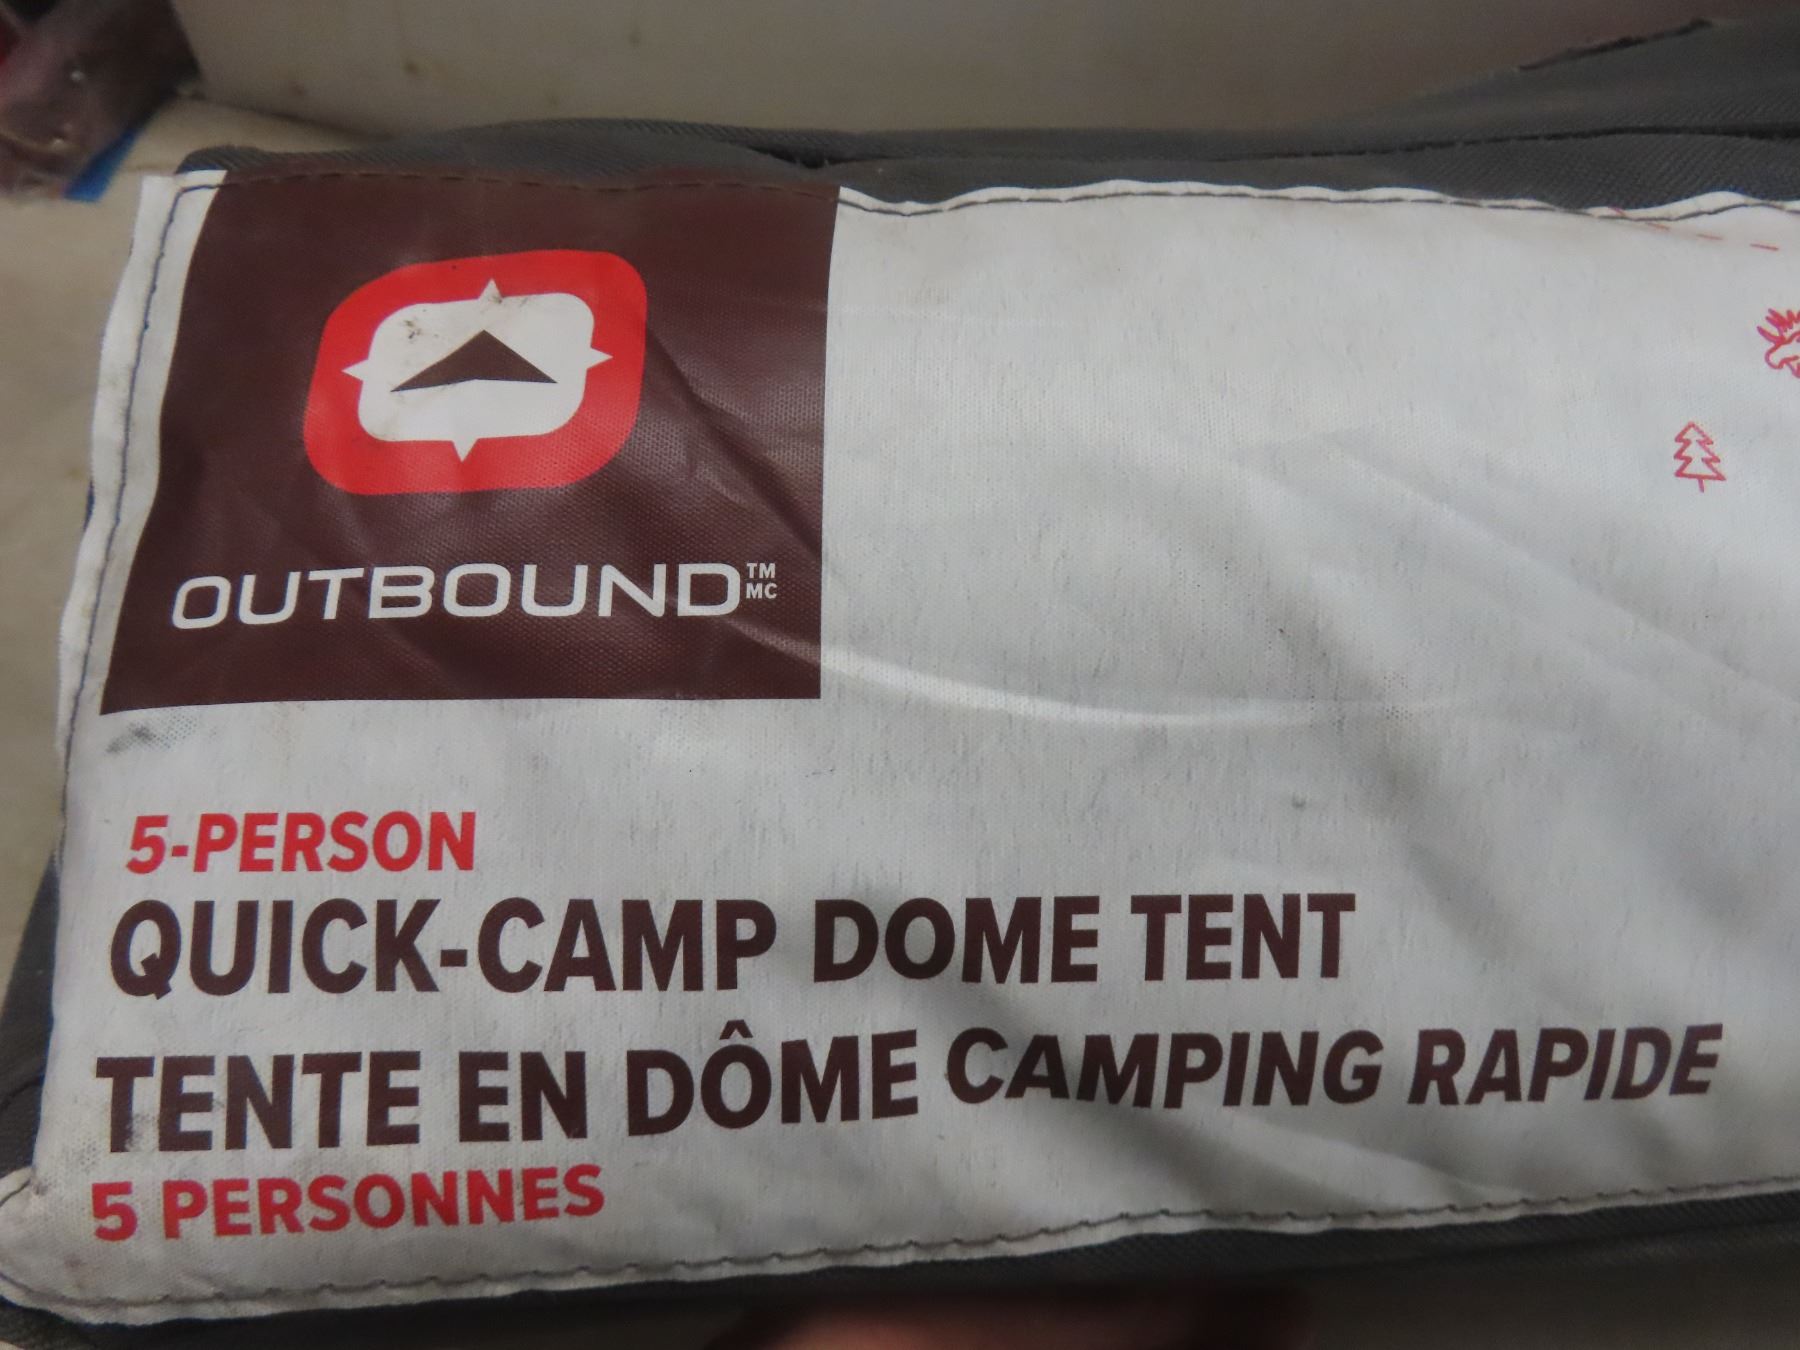 OUTBOUND™ MC
5-PERSON
QUICK-CAMP DOME TENT
TENTE EN DÔME CAMPING RAPIDE
5 PERSONNES